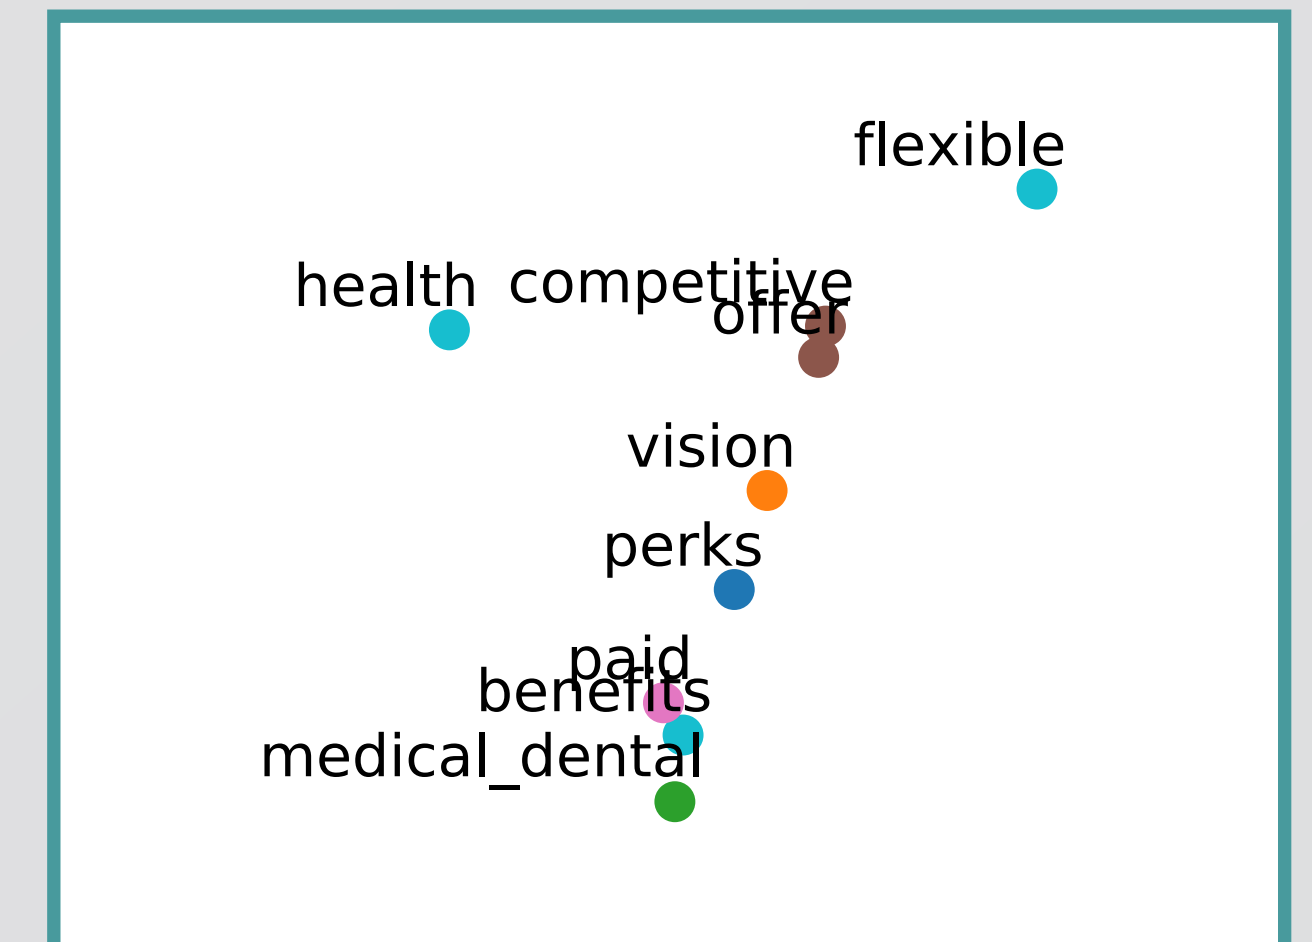 flexible
health
competitive
offer
vision
perks
paid
benefits
medical_dental